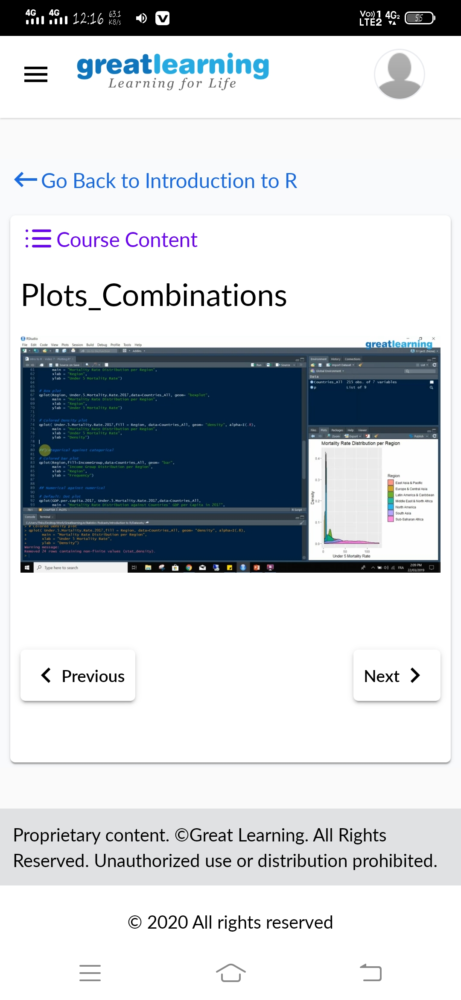 4G 4G 12:16 63.1 KB/s V Vo)) 1 LTE2 4G2 55
greatlearning
Learning for Life
Go Back to Introduction to R
Course Content
Plots_Combinations
RStudio
File Edit Code View Plots Session Build Debug Profile Tools Help
greatlearning
Go to file/function Addins
Project: (None)
Intro to R - Video 7 - Plotting.R*
Source on Save Run Source
61 main = "Mortality Rate Distribution per Region",
62 xlab = "Region",
63 ylab = "Under 5 Mortality Rate")
64
65
66 # Box plot
67 qplot(Region, Under.5.Mortality.Rate.2017,data=Countries_All, geom= "boxplot",
68 main = "Mortality Rate Distribution per Region",
69 xlab = "Region",
70 ylab = "Under 5 Mortality Rate")
71
72
73 # Colored Density plot
74 qplot( Under.5.Mortality.Rate.2017,fill = Region, data=Countries_All, geom= "density", alpha=I(.8),
75 main = "Mortality Rate Distribution per Region",
76 xlab = "Under 5 Mortality Rate",
77 ylab = "Density")
78
79
80 ## Categorical against categorical
81
82 # Colored bar plot
83 qplot(Region,fill=IncomeGroup,data=Countries_All, geom= "bar",
84 main = "Income Group Distribution per Region",
85 xlab = "Region",
86 ylab = "Frequency")
87
88
89 ## Numerical against numerical
90
91 # Default: Dot plot
92 qplot(GDP.per.capita.2017, Under.5.Mortality.Rate.2017,data=Countries_All,
93 main = "Mortality Rate Distribution against Countries' GDP per Capita in 2017",
78:1 CHAPTER 7. PLOTS R Script
Console Terminal
C:/Users/Théo/Desktop/Work/Greatlearning.in/Statistics Podcasts/Introduction to R/Datasets/
> # Colored Density plot
> qplot( Under.5.Mortality.Rate.2017,fill = Region, data=Countries_All, geom= "density", alpha=I(.8),
+ main = "Mortality Rate Distribution per Region",
+ xlab = "Under 5 Mortality Rate",
+ ylab = "Density")
Warning message:
Removed 24 rows containing non-finite values (stat_density).
>
Environment History Connections
Import Dataset List
Global Environment
Data
Countries_All 215 obs. of 7 variables
p List of 9
Files Plots Packages Help Viewer
Zoom Export Publish
Mortality Rate Distribution per Region
Density
0.4
0.3
0.2
0.1
0.0
0 50 100
Under 5 Mortality Rate
Region
East Asia & Pacific
Europe & Central Asia
Latin America & Caribbean
Middle East & North Africa
North America
South Asia
Sub-Saharan Africa
Type here to search
FRA 2:09 PM
22/03/2019
Previous
Next
Proprietary content. ©Great Learning. All Rights
Reserved. Unauthorized use or distribution prohibited.
© 2020 All rights reserved